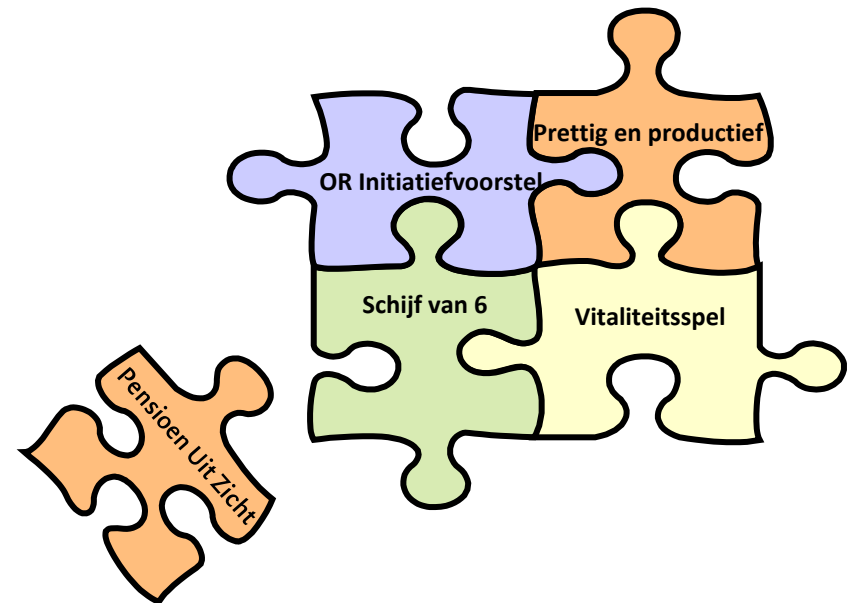 Prettig en productief
OR Initiatiefvoorstel
Schijf van 6
Vitaliteitsspel
Pensioen Uit Zicht